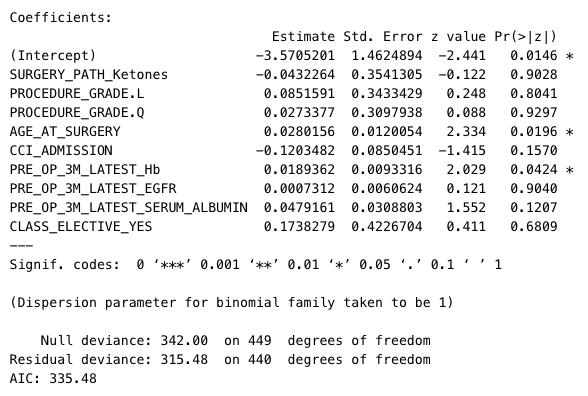 Coefficients:
                             Estimate Std. Error z value Pr(>|z|)
(Intercept)                −3.5705201  1.4624894  −2.441   0.0146 *
SURGERY_PATH_Ketones       −0.0432264  0.3541305  −0.122   0.9028
PROCEDURE_GRADE.L           0.0851591  0.3433429   0.248   0.8041
PROCEDURE_GRADE.Q           0.0273377  0.3097938   0.088   0.9297
AGE_AT_SURGERY              0.0280156  0.0120054   2.334   0.0196 *
CCI_ADMISSION              −0.1203482  0.0850451  −1.415   0.1570
PRE_OP_3M_LATEST_Hb         0.0189362  0.0093316   2.029   0.0424 *
PRE_OP_3M_LATEST_EGFR       0.0007312  0.0060624   0.121   0.9040
PRE_OP_3M_LATEST_SERUM_ALBUMIN  0.0479161  0.0308803   1.552   0.1207
CLASS_ELECTIVE_YES          0.1738279  0.4226704   0.411   0.6809
−−−
Signif. codes:  0 ‘***’ 0.001 ‘**’ 0.01 ‘*’ 0.05 ‘.’ 0.1 ‘ ’ 1
(Dispersion parameter for binomial family taken to be 1)
    Null deviance: 342.00  on 449  degrees of freedom
Residual deviance: 315.48  on 440  degrees of freedom
AIC: 335.48